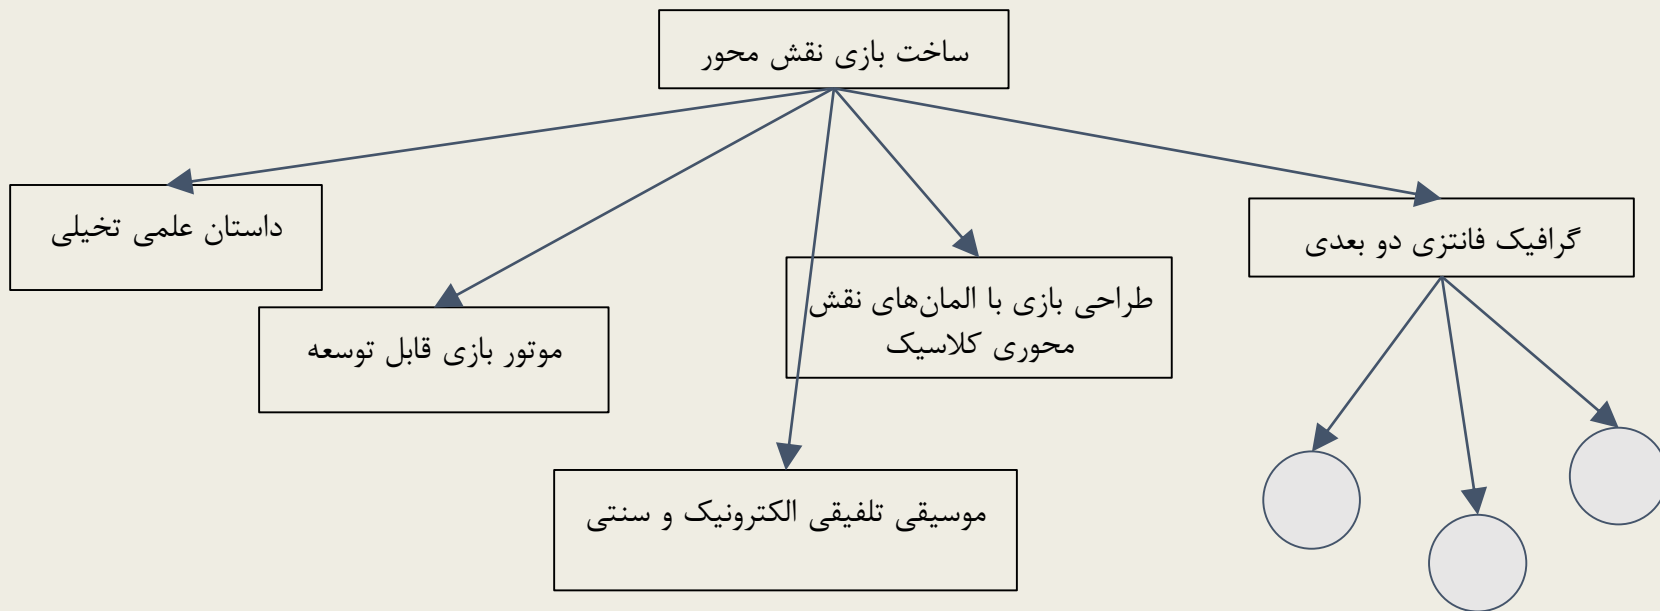 ساخت بازی نقش محور
داستان علمی تخیلی
گرافیک فانتزی دو بعدی
طراحی بازی با المان‌های نقش
محوری کلاسیک
موتور بازی قابل توسعه
موسیقی تلفیقی الکترونیک و سنتی